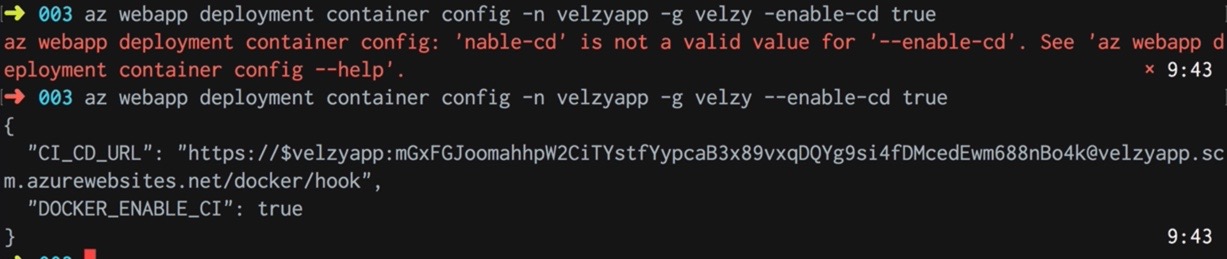 ➜ 003 az webapp deployment container config -n velzyapp -g velzy -enable-cd true
az webapp deployment container config: 'nable-cd' is not a valid value for '--enable-cd'. See 'az webapp d
eployment container config --help'. × 9:43
➜ 003 az webapp deployment container config -n velzyapp -g velzy --enable-cd true
{
"CI_CD_URL": "https://$velzyapp:mGxFGJoomahhpW2CiTYstfYypcaB3x89vxqDQYg9si4fDMcedEwm688nBo4k@velzyapp.sc
m.azurewebsites.net/docker/hook",
"DOCKER_ENABLE_CI": true
} 9:43